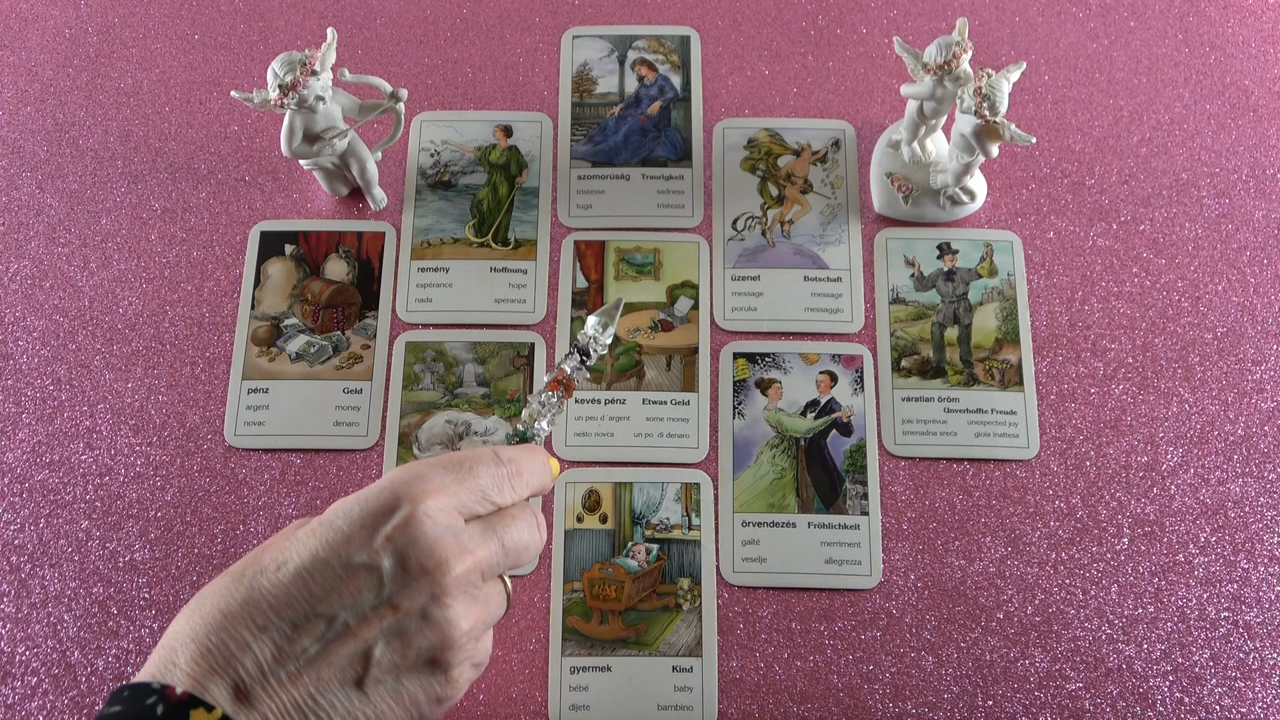 szomorúság Traurigkeit
tristesse sadness
tuga tristezza
remény Hoffnung
espérance hope
nada speranza
üzenet Botschaft
message message
poruka messaggio
pénz Geld
argent money
novac denaro
kevés pénz Etwas Geld
un peu d´argent some money
nešto novca un po´di denaro
váratlan öröm
Unverhoffte Freude
joie imprévue unexpected joy
iznenadna sreća gioia inattesa
örvendezés Fröhlichkeit
gaité merriment
veselje allegrezza
gyermek Kind
bébé baby
dijete bambino